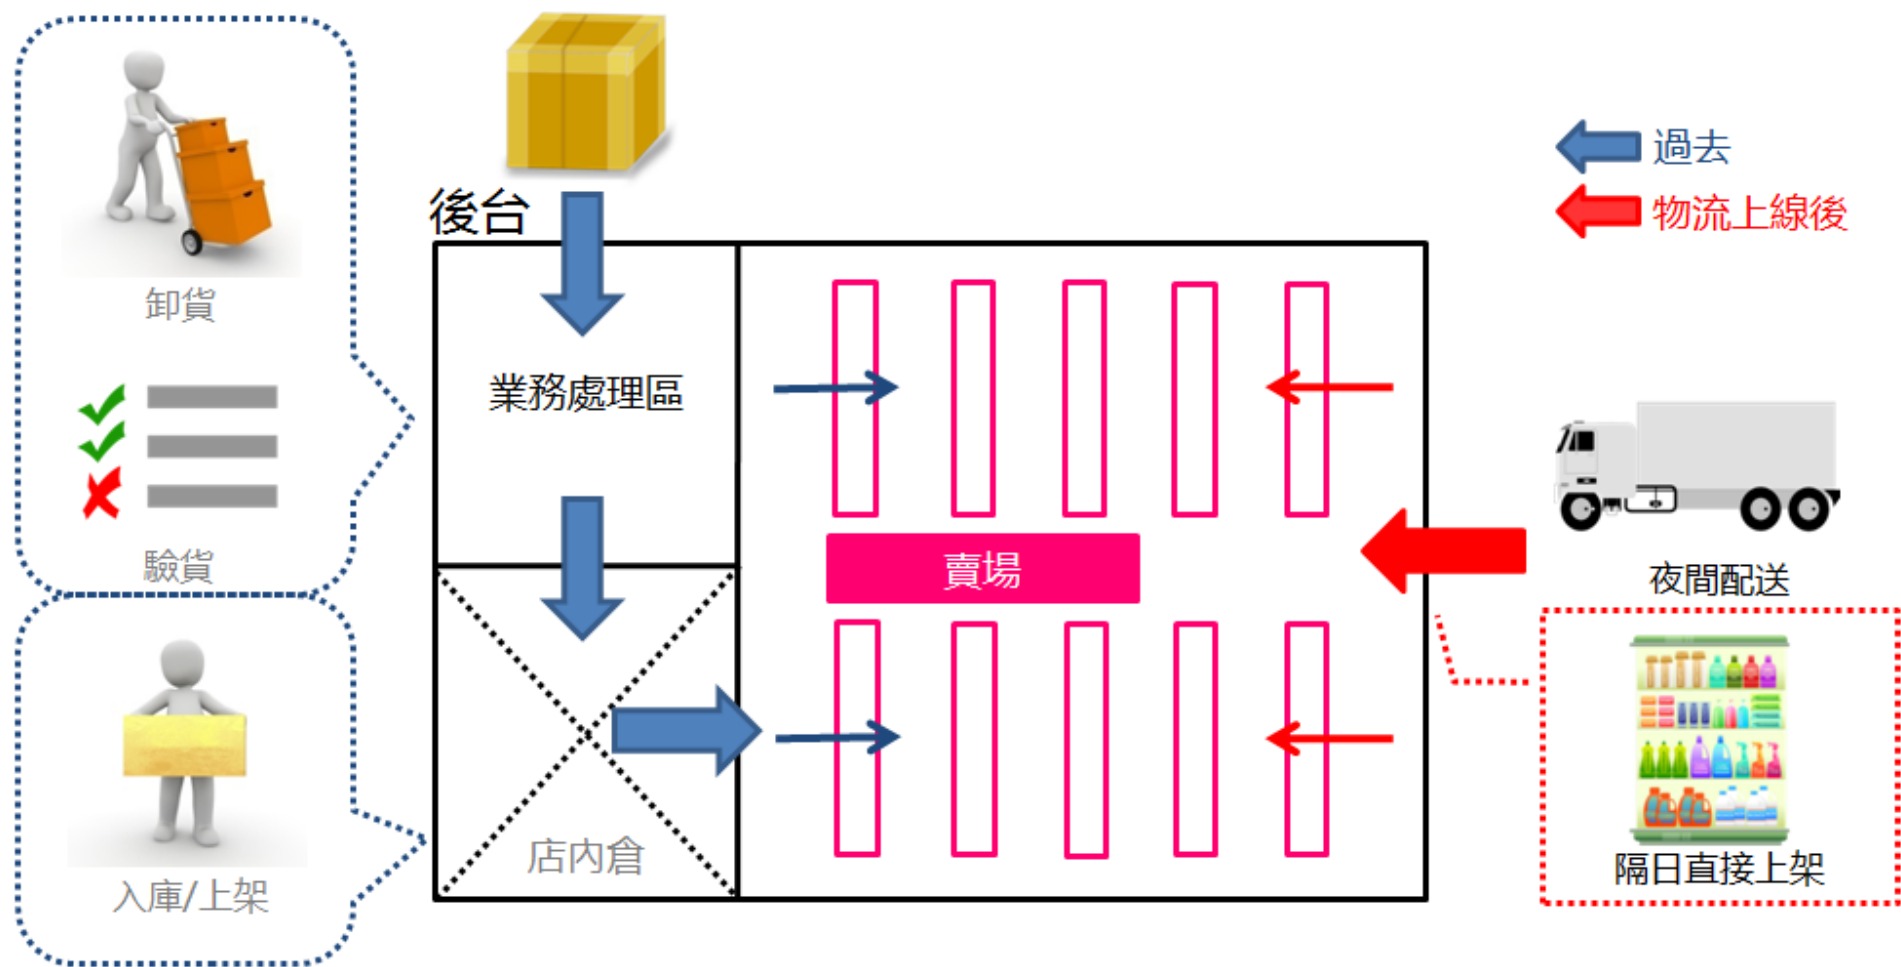 過去
物流上線後
後台
卸貨
業務處理區
驗貨
賣場
夜間配送
店內倉
入庫/上架
隔日直接上架